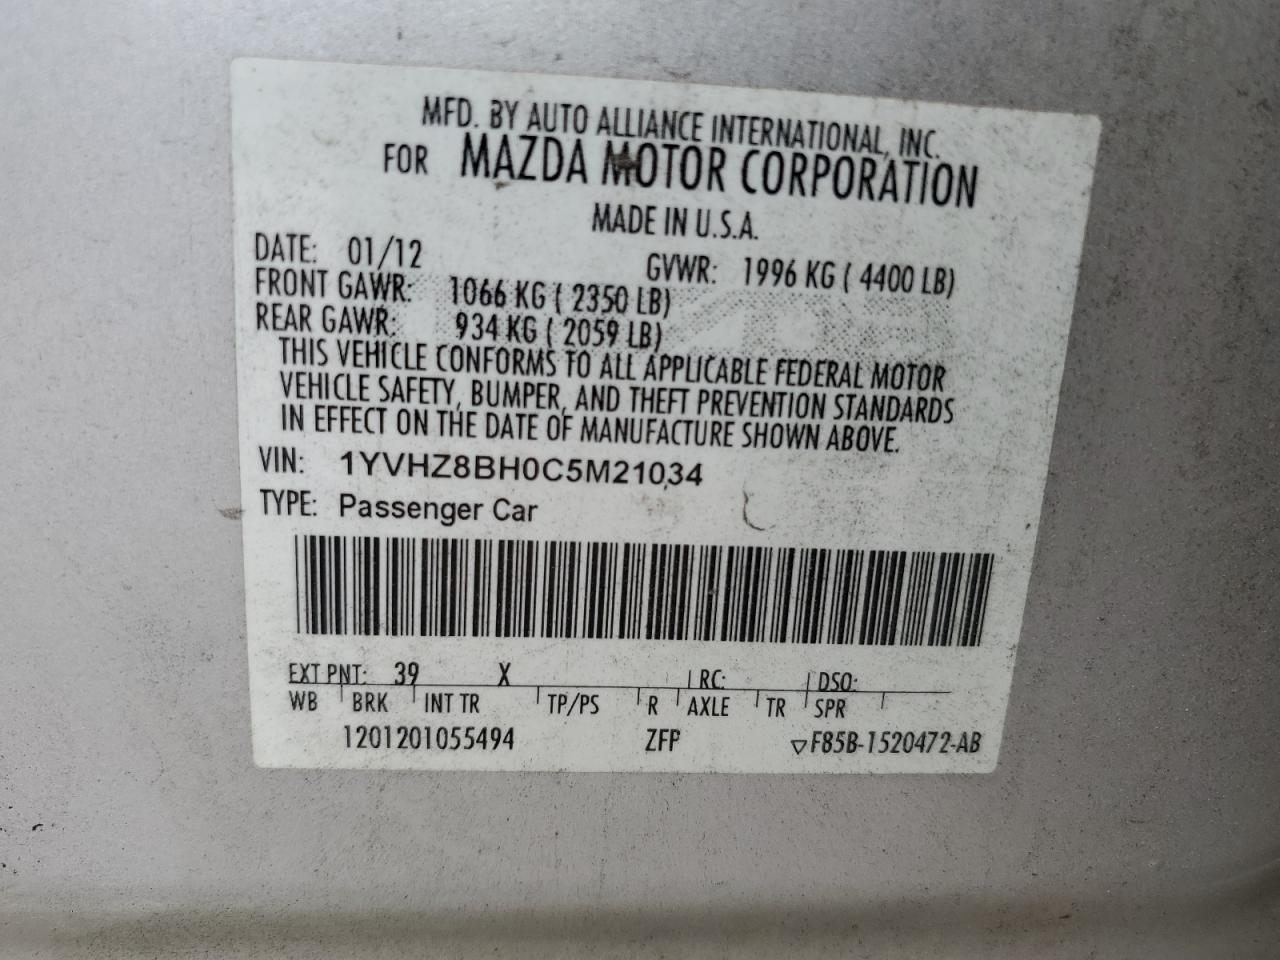 MFD. BY AUTO ALLIANCE INTERNATIONAL, INC.
FOR MAZDA MOTOR CORPORATION
MADE IN U.S.A.
DATE: 01/12 GVWR: 1996 KG ( 4400 LB)
FRONT GAWR: 1066 KG ( 2350 LB)
REAR GAWR: 934 KG ( 2059 LB)
THIS VEHICLE CONFORMS TO ALL APPLICABLE FEDERAL MOTOR
VEHICLE SAFETY, BUMPER, AND THEFT PREVENTION STANDARDS
IN EFFECT ON THE DATE OF MANUFACTURE SHOWN ABOVE.
VIN: 1YVHZ8BH0C5M21034
TYPE: Passenger Car
EXT PNT: 39 X RC: DSO:
WB BRK INT TR TP/PS R AXLE TR SPR
1201201055494 ZFP ▽F85B-1520472-AB